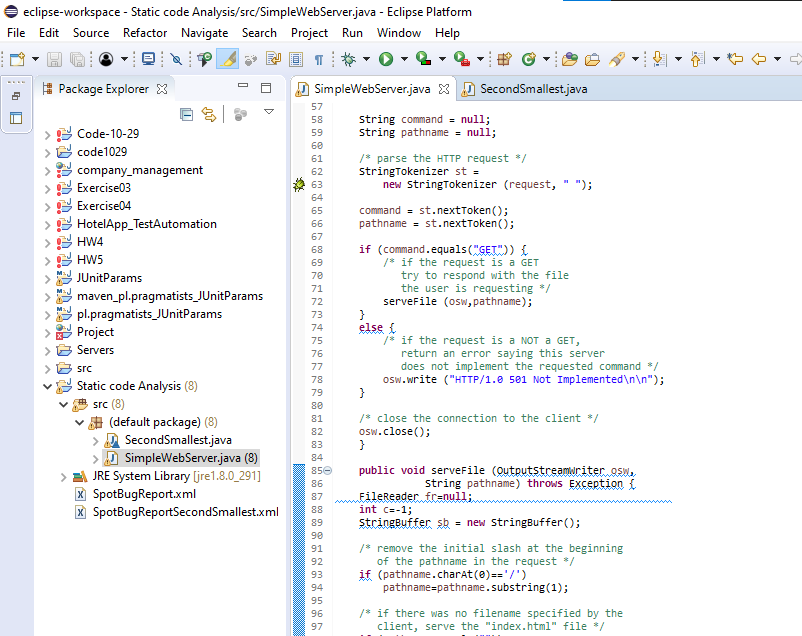 eclipse-workspace - Static code Analysis/src/SimpleWebServer.java - Eclipse Platform
File Edit Source Refactor Navigate Search Project Run Window Help
Package Explorer
SimpleWebServer.java
SecondSmallest.java
Code-10-29
code1029
company_management
Exercise03
Exercise04
HotelApp_TestAutomation
HW4
HW5
JUnitParams
maven_pl.pragmatists_JUnitParams
pl.pragmatists_JUnitParams
Project
Servers
src
Static code Analysis (8)
src (8)
(default package) (8)
SecondSmallest.java
SimpleWebServer.java (8)
JRE System Library [jre1.8.0_291]
SpotBugReport.xml
SpotBugReportSecondSmallest.xml
57
58 String command = null;
59 String pathname = null;
60
61 /* parse the HTTP request */
62 StringTokenizer st =
63 new StringTokenizer (request, " ");
64
65 command = st.nextToken();
66 pathname = st.nextToken();
67
68 if (command.equals("GET")) {
69 /* if the request is a GET
70 try to respond with the file
71 the user is requesting */
72 serveFile (osw,pathname);
73 }
74 else {
75 /* if the request is a NOT a GET,
76 return an error saying this server
77 does not implement the requested command */
78 osw.write ("HTTP/1.0 501 Not Implemented\n\n");
79 }
80
81 /* close the connection to the client */
82 osw.close();
83 }
84
85 public void serveFile (OutputStreamWriter osw,
86 String pathname) throws Exception {
87 FileReader fr=null;
88 int c=-1;
89 StringBuffer sb = new StringBuffer();
90
91 /* remove the initial slash at the beginning
92 of the pathname in the request */
93 if (pathname.charAt(0)=='/')
94 pathname=pathname.substring(1);
95
96 /* if there was no filename specified by the
97 client, serve the "index.html" file */